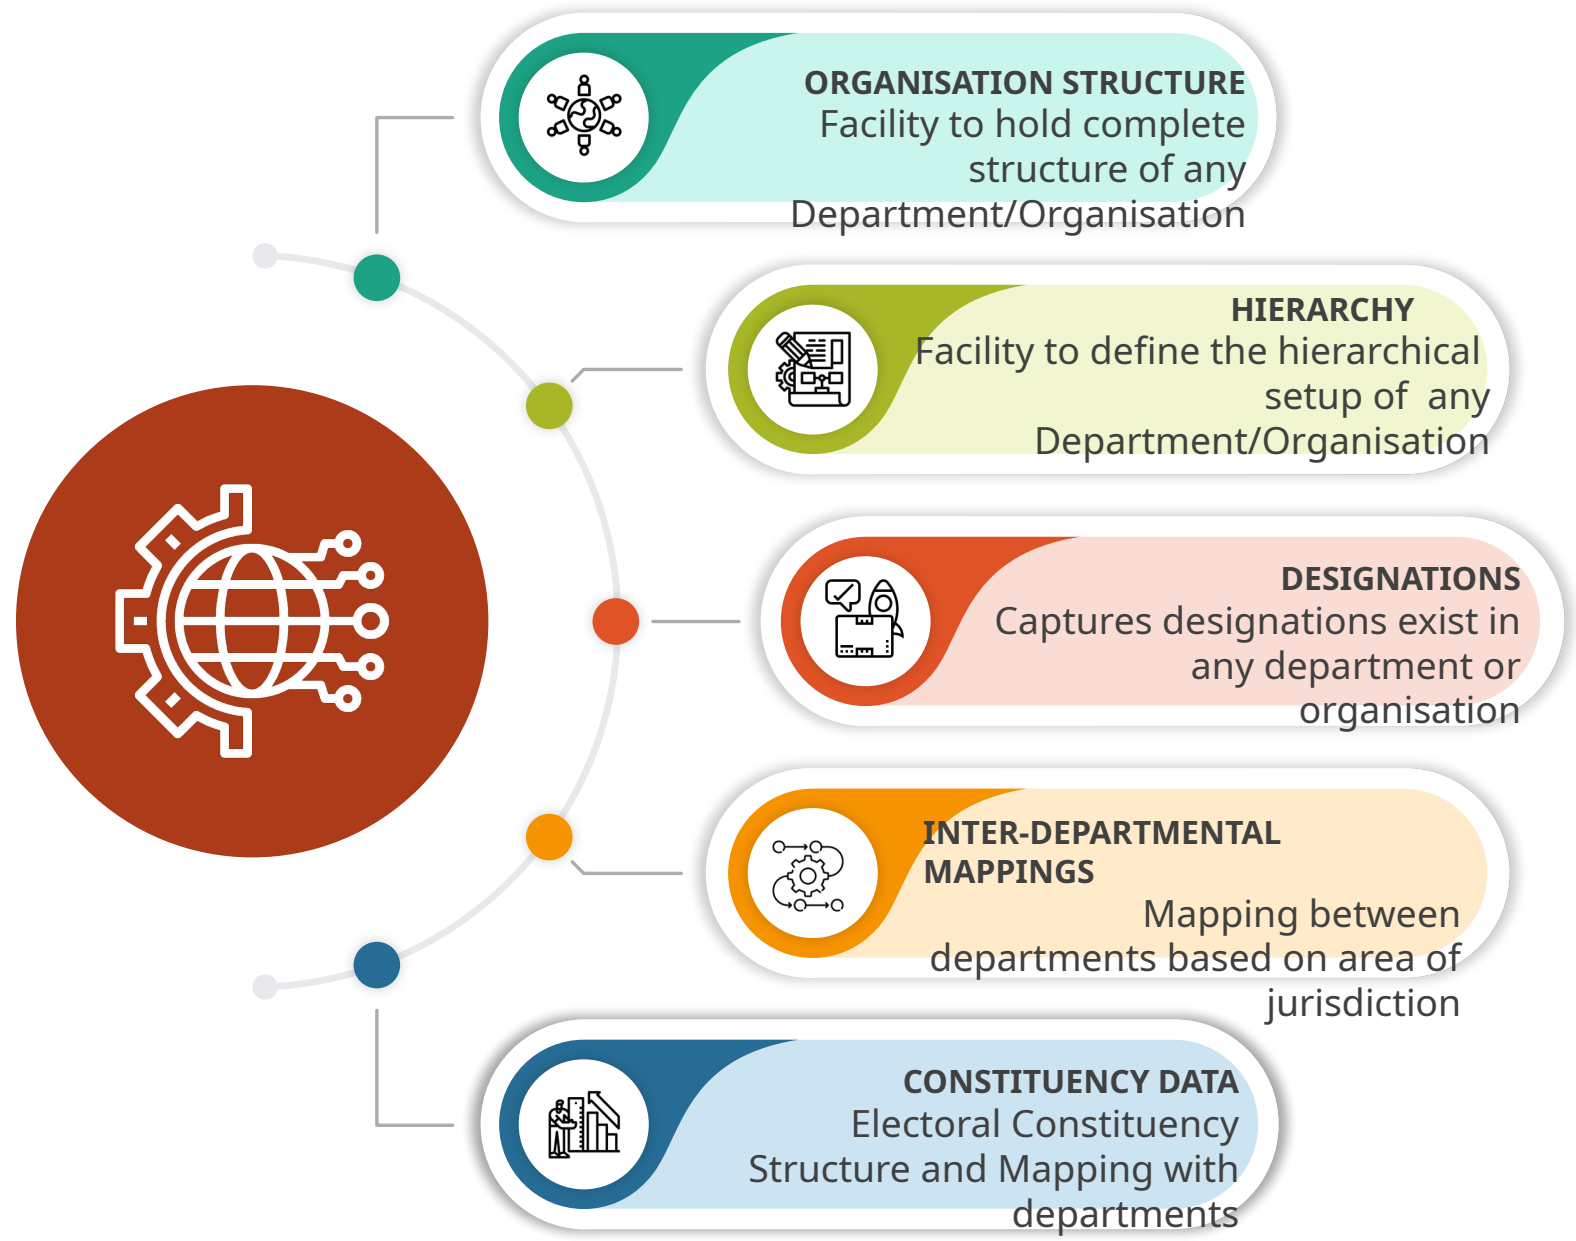 ORGANISATION STRUCTURE
Facility to hold complete
structure of any
Department/Organisation
HIERARCHY
Facility to define the hierarchical
setup of  any
Department/Organisation
DESIGNATIONS
Captures designations exist in
any department or
organisation
INTER-DEPARTMENTAL
MAPPINGS
Mapping between
departments based on area of
jurisdiction
CONSTITUENCY DATA
Electoral Constituency
Structure and Mapping with
departments